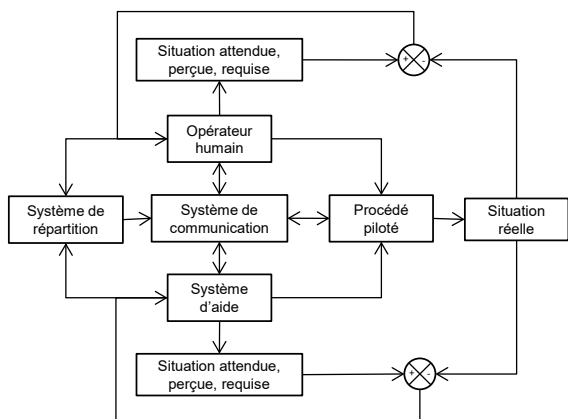 Situation attendue,
perçue, requise
+ -
Opérateur
humain
Système de
répartition
Système de
communication
Procédé
piloté
Situation
réelle
Système
d'aide
Situation attendue,
perçue, requise
+ -